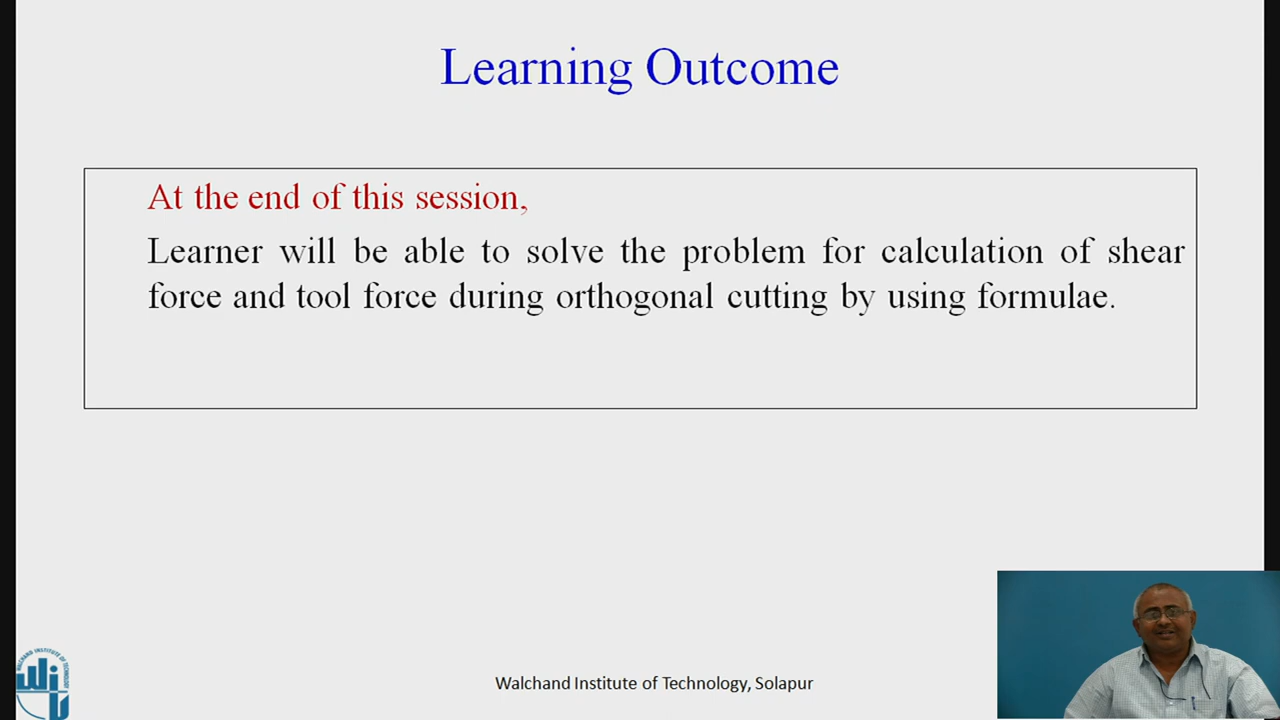 Learning Outcome
At the end of this session,
Learner will be able to solve the problem for calculation of shear
force and tool force during orthogonal cutting by using formulae.
Walchand Institute of Technology, Solapur